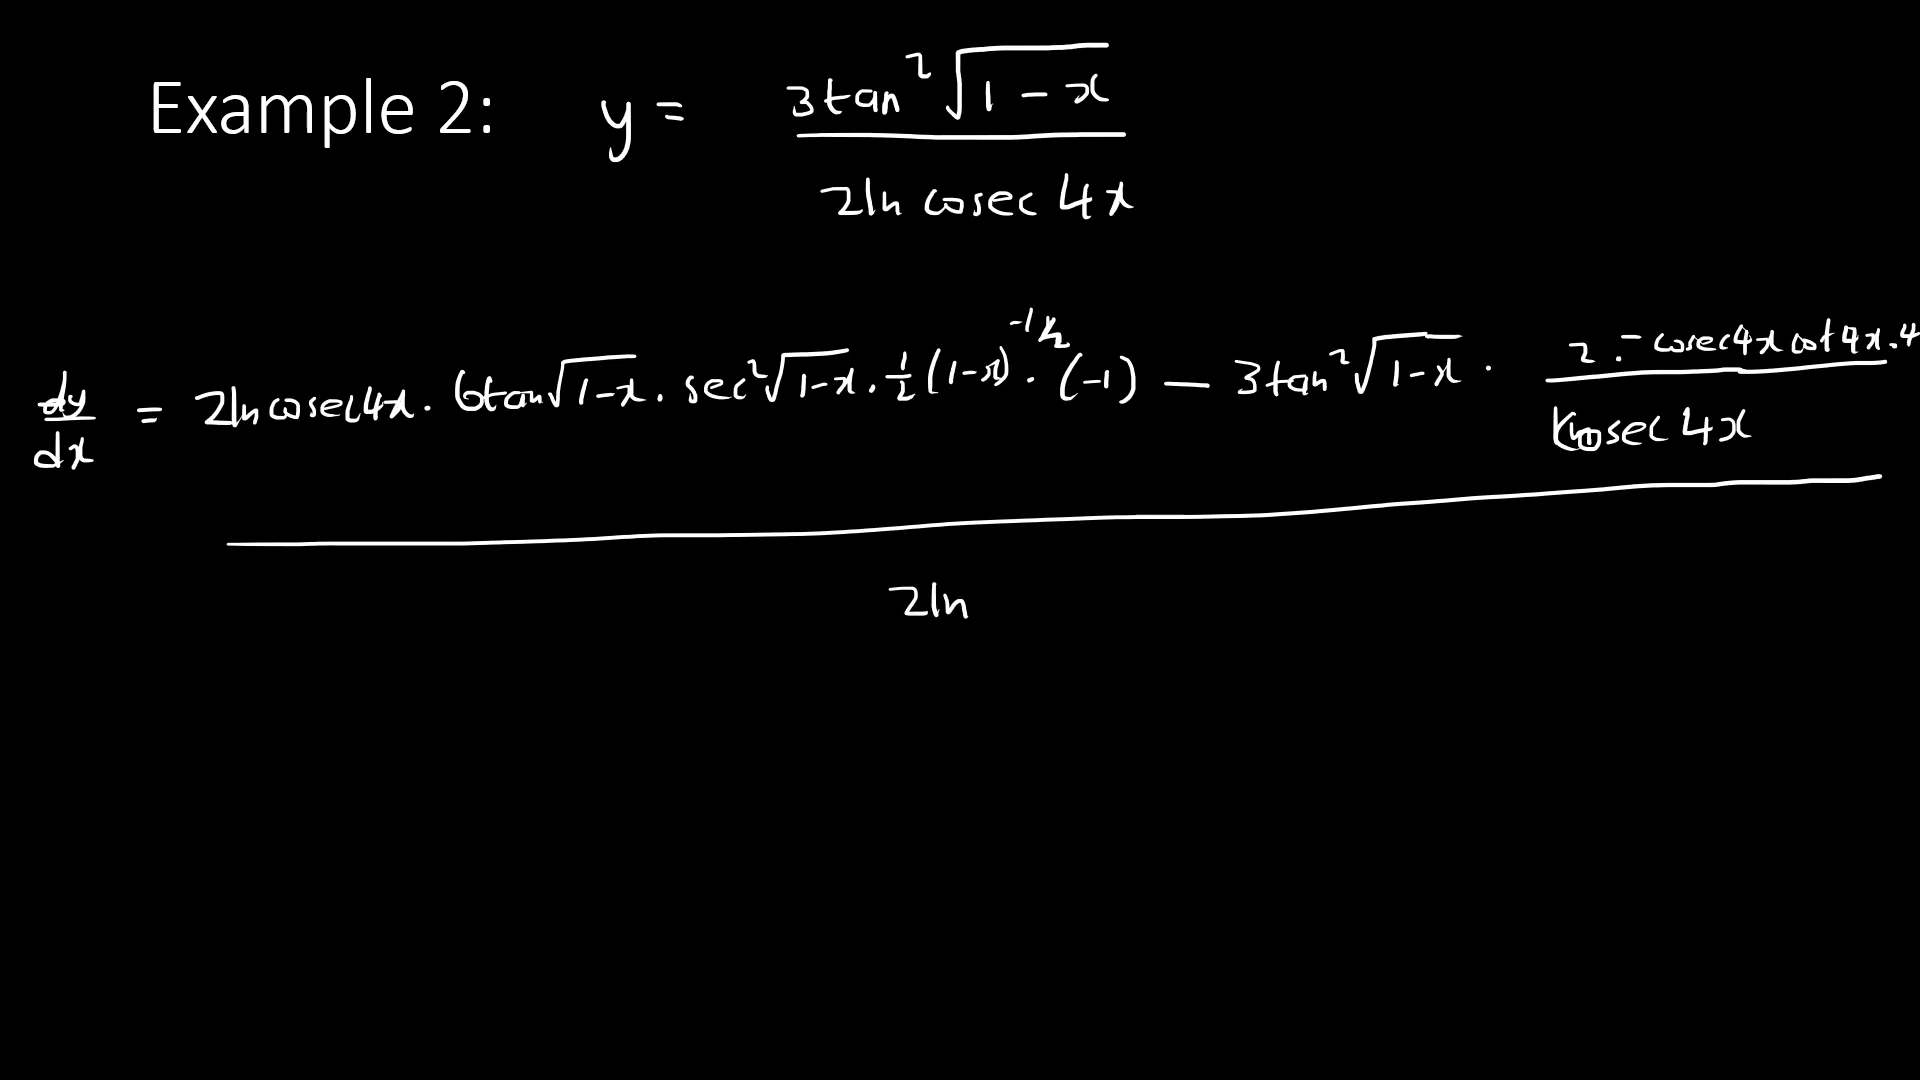 Example 2: y = 3tan²√(1-x) / 2ln cosec 4x
dy/dx = (2ln cosec4x . 6tan√(1-x) . sec²√(1-x) . 1/2 (1-x)^(-1/2) . (-1) — 3tan²√(1-x) . (2 . -cosec4x cot4x . 4) / (cosec 4x))
/ 2ln